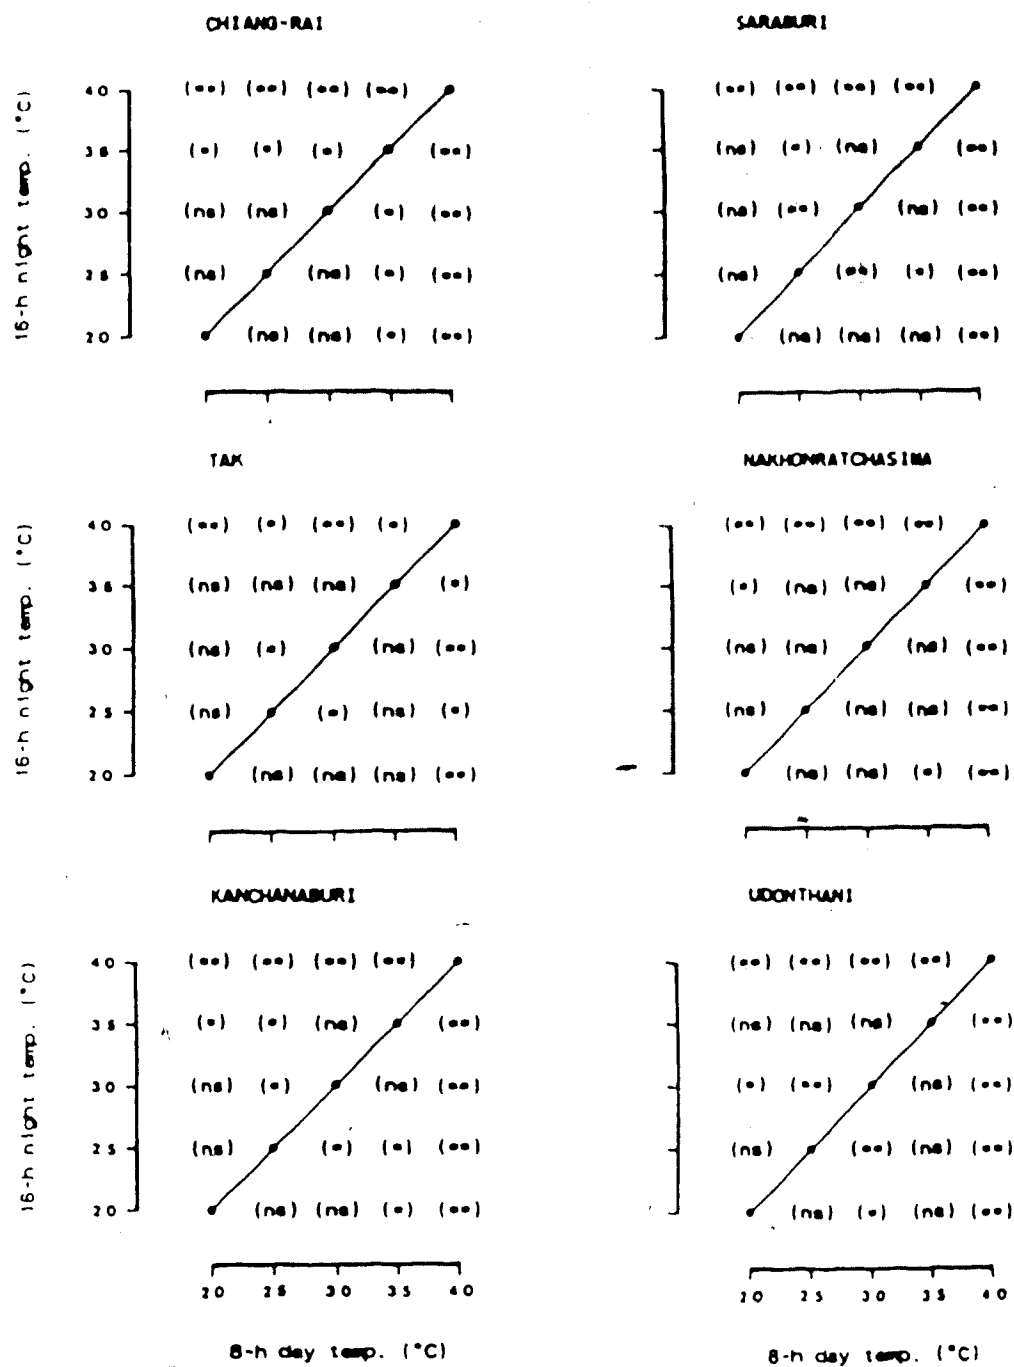 CHIANG-RAI
16-h night temp. (°C)
40 (**) (**) (**) (**)
35 (*) (*) (*) (**)
30 (ns) (ns) (*) (**)
25 (ns) (ns) (*) (**)
20 (ns) (ns) (*) (**)
SARABURI
(**) (**) (**) (**)
(ns) (*) (ns) (**)
(ns) (**) (ns) (**)
(ns) (**) (*) (**)
(ns) (ns) (ns) (**)
TAK
16-h night temp. (°C)
40 (**) (*) (**) (*)
35 (ns) (ns) (ns) (*)
30 (ns) (*) (ns) (**)
25 (ns) (*) (ns) (*)
20 (ns) (ns) (ns) (**)
NAKHONRATCHASIMA
(**) (**) (**) (**)
(*) (ns) (ns) (**)
(ns) (ns) (ns) (**)
(ns) (ns) (ns) (**)
(ns) (ns) (*) (**)
KANCHANABURI
16-h night temp. (°C)
40 (**) (**) (**) (**)
35 (*) (*) (ns) (**)
30 (ns) (*) (ns) (**)
25 (ns) (*) (*) (**)
20 (ns) (ns) (*) (**)
20 25 30 35 40
8-h day temp. (°C)
UDONTHANI
(**) (**) (**) (**)
(ns) (ns) (ns) (**)
(*) (**) (ns) (**)
(ns) (**) (ns) (**)
(ns) (*) (ns) (**)
20 25 30 35 40
8-h day temp. (°C)